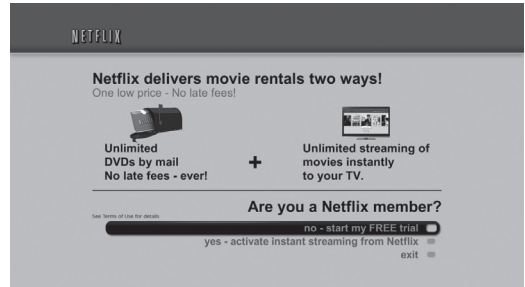 NETFLIX
Netflix delivers movie rentals two ways!
One low price - No late fees!
Unlimited
DVDs by mail
No late fees - ever!
+
Unlimited streaming of
movies instantly
to your TV.
Are you a Netflix member?
See Terms of Use for details.
no - start my FREE trial
yes - activate instant streaming from Netflix
exit